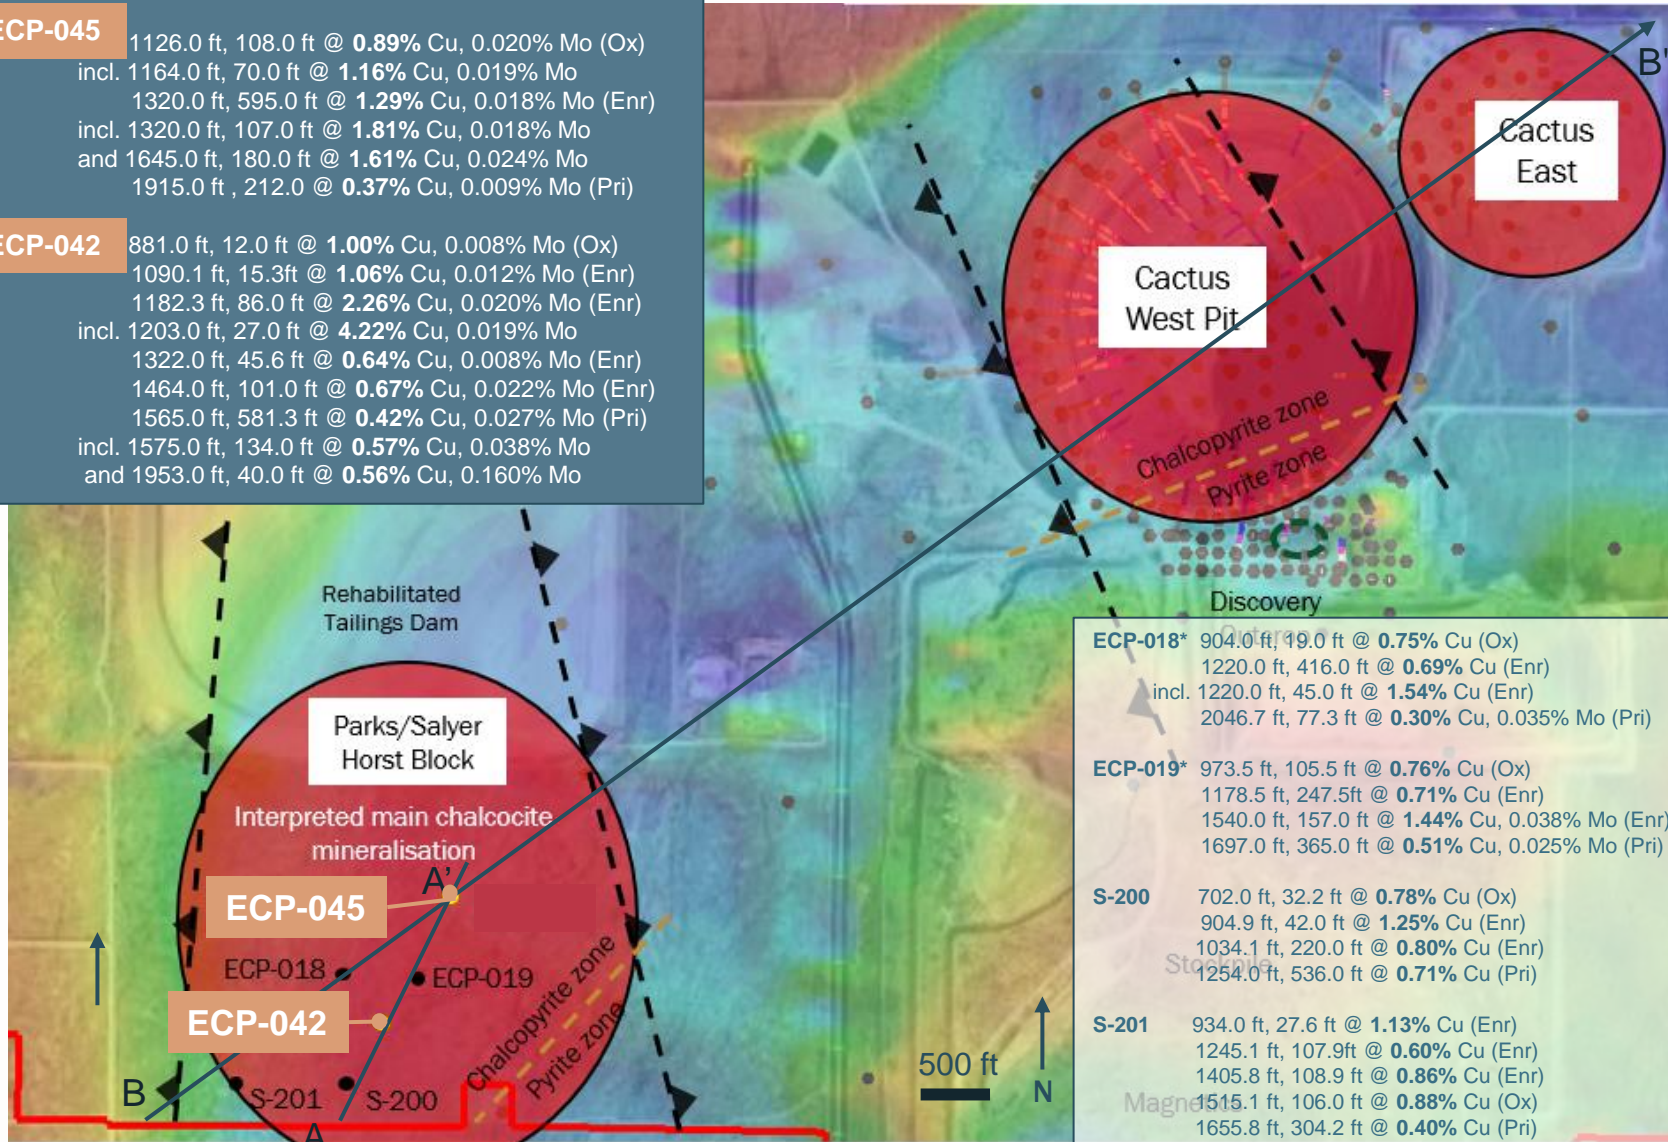 ECP-045
1126.0 ft, 108.0 ft @ 0.89% Cu, 0.020% Mo (Ox)
incl. 1164.0 ft, 70.0 ft @ 1.16% Cu, 0.019% Mo
1320.0 ft, 595.0 ft @ 1.29% Cu, 0.018% Mo (Enr)
incl. 1320.0 ft, 107.0 ft @ 1.81% Cu, 0.018% Mo
and 1645.0 ft, 180.0 ft @ 1.61% Cu, 0.024% Mo
1915.0 ft , 212.0 @ 0.37% Cu, 0.009% Mo (Pri)
ECP-042
881.0 ft, 12.0 ft @ 1.00% Cu, 0.008% Mo (Ox)
1090.1 ft, 15.3ft @ 1.06% Cu, 0.012% Mo (Enr)
1182.3 ft, 86.0 ft @ 2.26% Cu, 0.020% Mo (Enr)
incl. 1203.0 ft, 27.0 ft @ 4.22% Cu, 0.019% Mo
1322.0 ft, 45.6 ft @ 0.64% Cu, 0.008% Mo (Enr)
1464.0 ft, 101.0 ft @ 0.67% Cu, 0.022% Mo (Enr)
1565.0 ft, 581.3 ft @ 0.42% Cu, 0.027% Mo (Pri)
incl. 1575.0 ft, 134.0 ft @ 0.57% Cu, 0.038% Mo
and 1953.0 ft, 40.0 ft @ 0.56% Cu, 0.160% Mo
B'
Cactus
East
Cactus
West Pit
Chalcopyrite zone
Pyrite zone
Discovery
Outcrop
Rehabilitated
Tailings Dam
Parks/Salyer
Horst Block
Interpreted main chalcocite
mineralisation
A'
ECP-045
ECP-018
ECP-019
ECP-042
Chalcopyrite zone
Pyrite zone
B
S-201
S-200
A
500 ft
N
ECP-018* 904.0 ft, 19.0 ft @ 0.75% Cu (Ox)
1220.0 ft, 416.0 ft @ 0.69% Cu (Enr)
incl. 1220.0 ft, 45.0 ft @ 1.54% Cu (Enr)
2046.7 ft, 77.3 ft @ 0.30% Cu, 0.035% Mo (Pri)
ECP-019* 973.5 ft, 105.5 ft @ 0.76% Cu (Ox)
1178.5 ft, 247.5ft @ 0.71% Cu (Enr)
1540.0 ft, 157.0 ft @ 1.44% Cu, 0.038% Mo (Enr)
1697.0 ft, 365.0 ft @ 0.51% Cu, 0.025% Mo (Pri)
S-200 702.0 ft, 32.2 ft @ 0.78% Cu (Ox)
904.9 ft, 42.0 ft @ 1.25% Cu (Enr)
1034.1 ft, 220.0 ft @ 0.80% Cu (Enr)
Stockpile
1254.0 ft, 536.0 ft @ 0.71% Cu (Pri)
S-201 934.0 ft, 27.6 ft @ 1.13% Cu (Enr)
1245.1 ft, 107.9ft @ 0.60% Cu (Enr)
1405.8 ft, 108.9 ft @ 0.86% Cu (Enr)
Magnetics
1515.1 ft, 106.0 ft @ 0.88% Cu (Ox)
1655.8 ft, 304.2 ft @ 0.40% Cu (Pri)